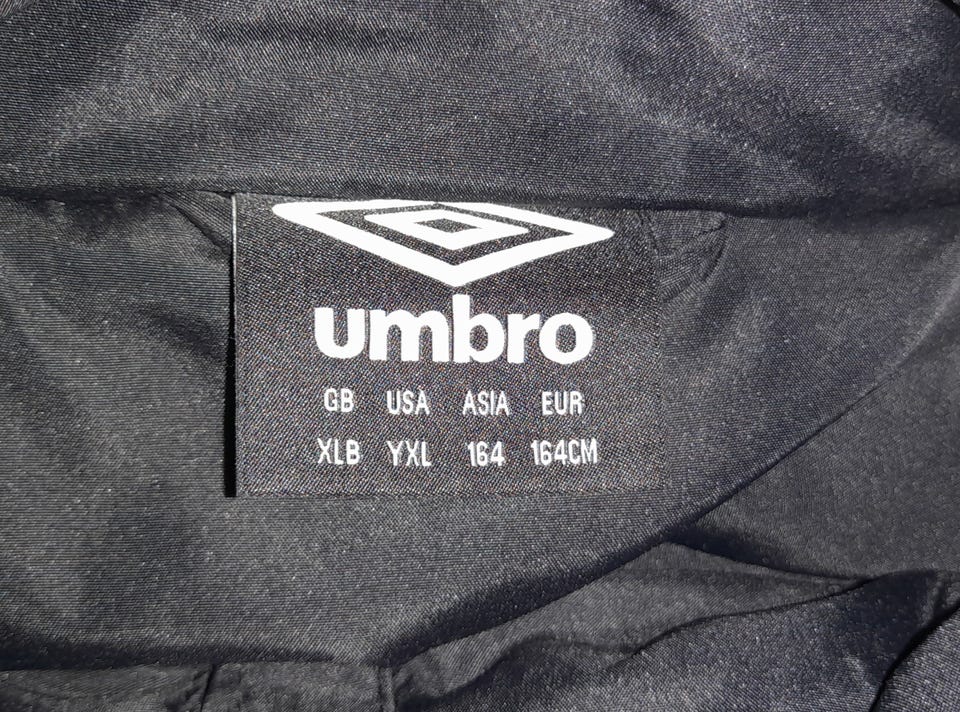 umbro
GB USA ASIA EUR
XLB YXL 164 164CM